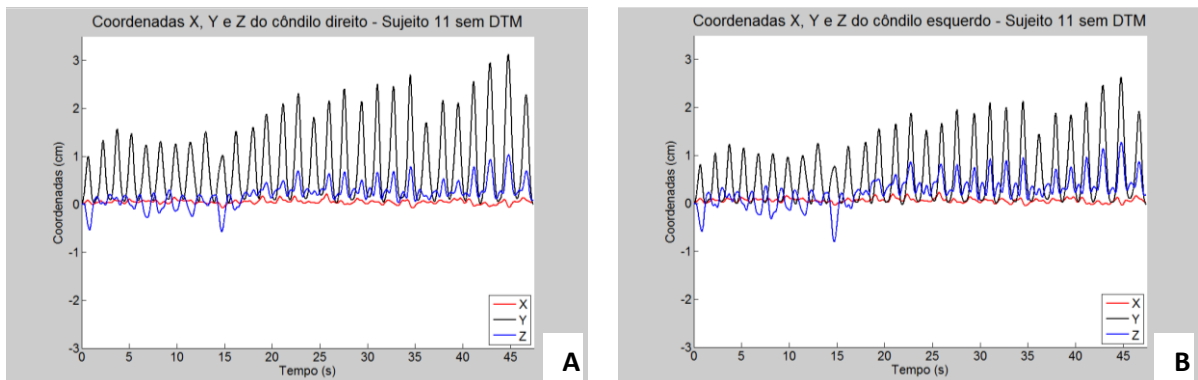 Coordenadas X, Y e Z do côndilo direito - Sujeito 11 sem DTM
Coordenadas (cm)
3
2
1
0
-1
-2
-3
0 5 10 15 20 25 30 35 40 45
Tempo (s)
X
Y
Z
A
Coordenadas X, Y e Z do côndilo esquerdo - Sujeito 11 sem DTM
Coordenadas (cm)
3
2
1
0
-1
-2
-3
0 5 10 15 20 25 30 35 40 45
Tempo (s)
X
Y
Z
B